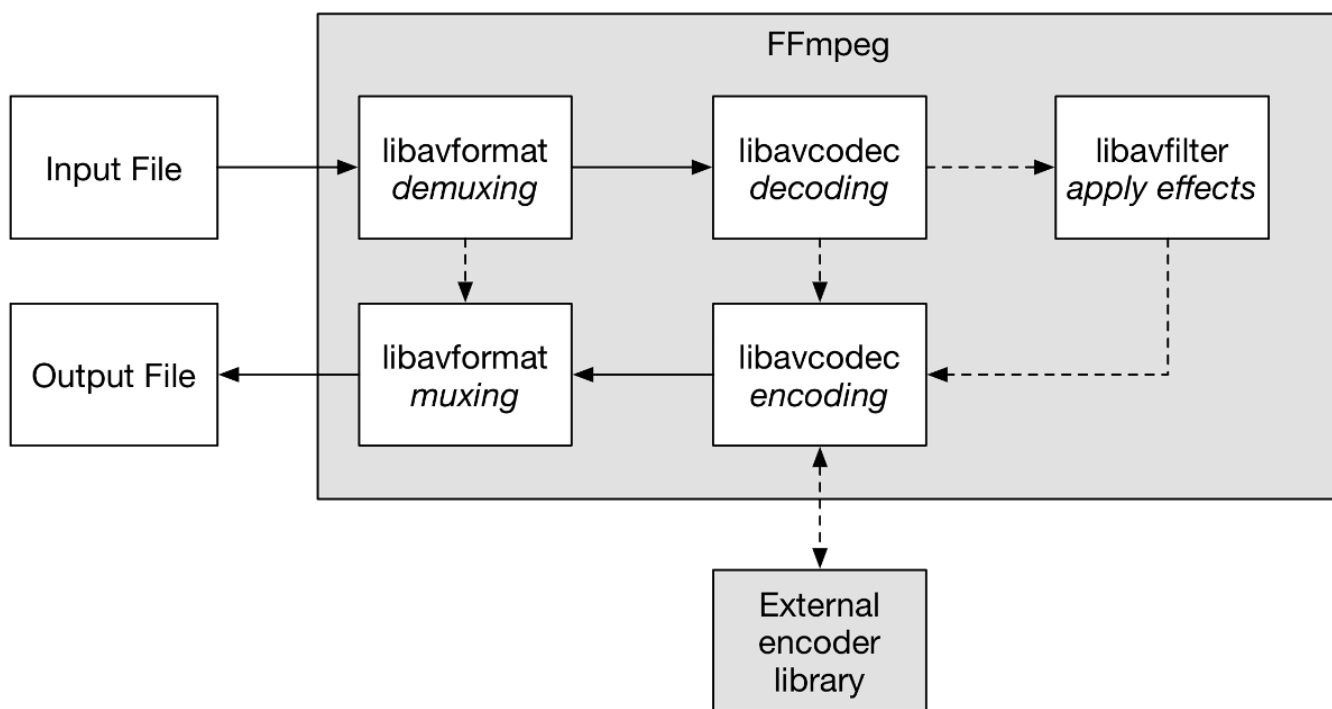 FFmpeg
Input File
libavformat
demuxing
libavcodec
decoding
libavfilter
apply effects
Output File
libavformat
muxing
libavcodec
encoding
External
encoder
library